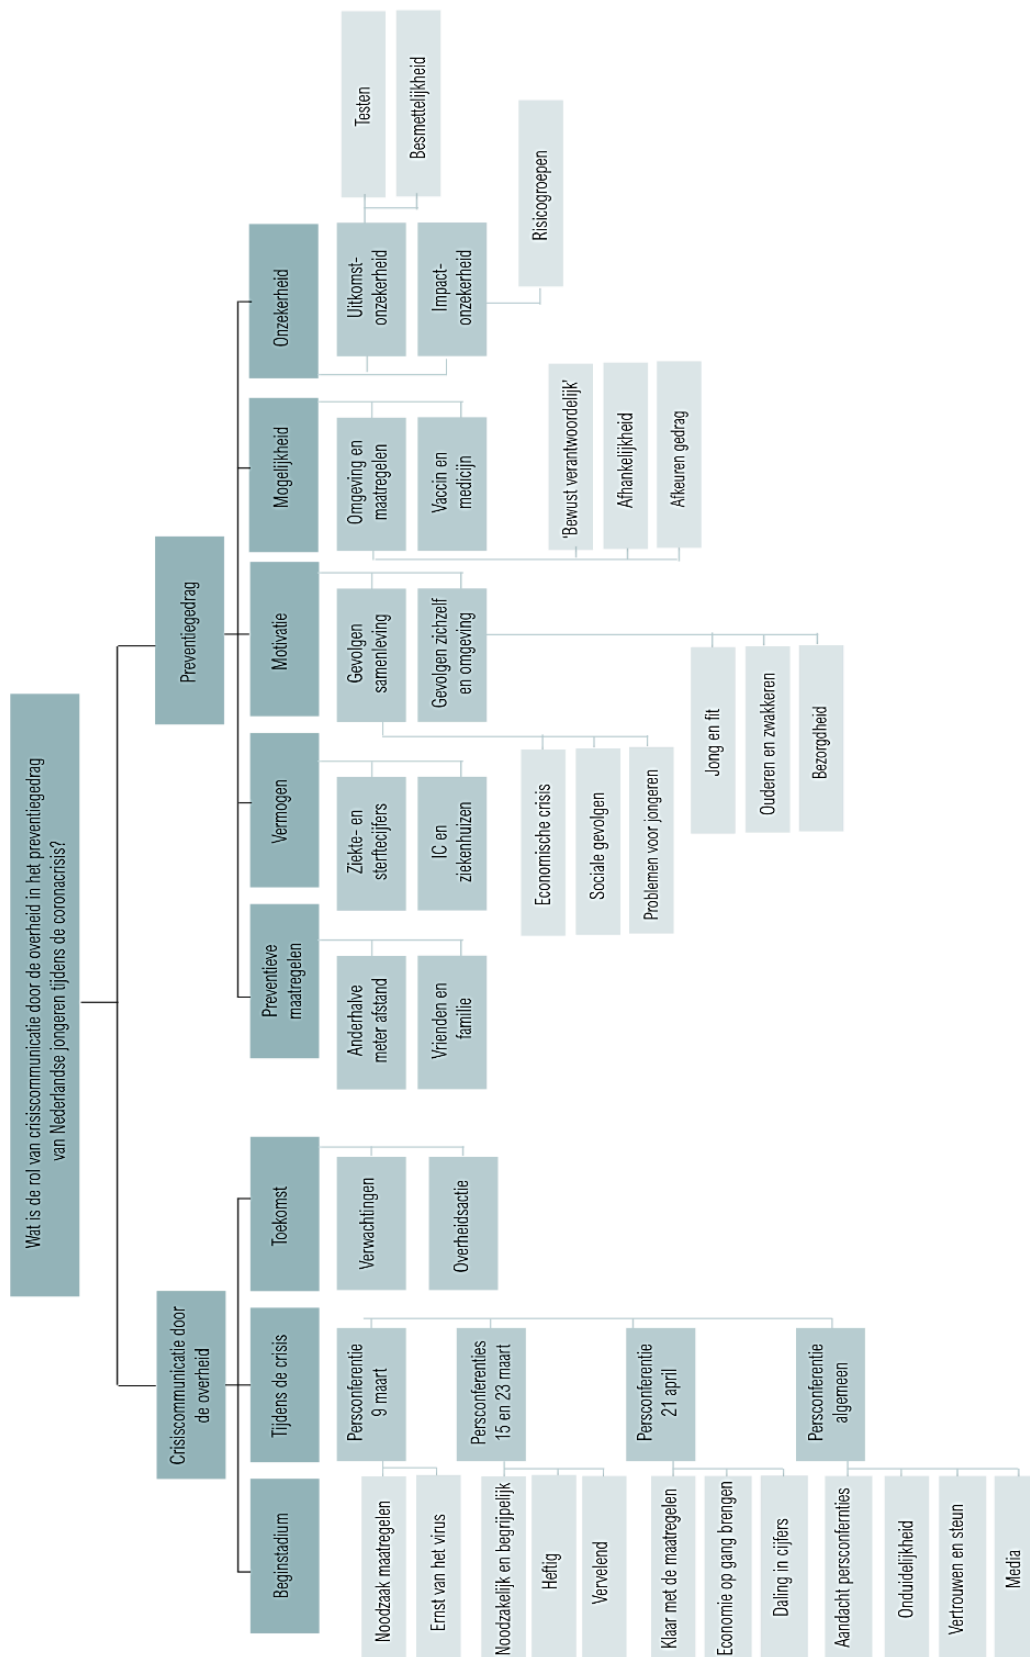 Wat is de rol van crisiscommunicatie door de overheid in het preventiegedrag
van Nederlandse jongeren tijdens de coronacrisis?
Crisiscommunicatie door
de overheid
Beginstadium
Tijdens de crisis
Persconferentie
9 maart
Noodzaak maatregelen
Ernst van het virus
Persconferenties
15 en 23 maart
Noodzakelijk en begrijpelijk
Heftig
Vervelend
Persconferentie
21 april
Klaar met de maatregelen
Economie op gang brengen
Daling in cijfers
Persconferentie
algemeen
Aandacht persconfernties
Onduidelijkheid
Vertrouwen en steun
Media
Toekomst
Verwachtingen
Overheidsactie
Preventiegedrag
Preventieve
maatregelen
Anderhalve
meter afstand
Vrienden en
familie
Vermogen
Ziekte- en
sterftecijfers
IC en
ziekenhuizen
Motivatie
Gevolgen
samenleving
Economische crisis
Sociale gevolgen
Problemen voor jongeren
Gevolgen zichzelf
en omgeving
Jong en fit
Ouderen en zwakkeren
Bezorgdheid
Mogelijkheid
Omgeving en
maatregelen
'Bewust verantwoordelijk'
Afhankelijkheid
Afkeuren gedrag
Vaccin en
medicijn
Onzekerheid
Uitkomst-
onzekerheid
Testen
Besmettelijkheid
Impact-
onzekerheid
Risicogroepen